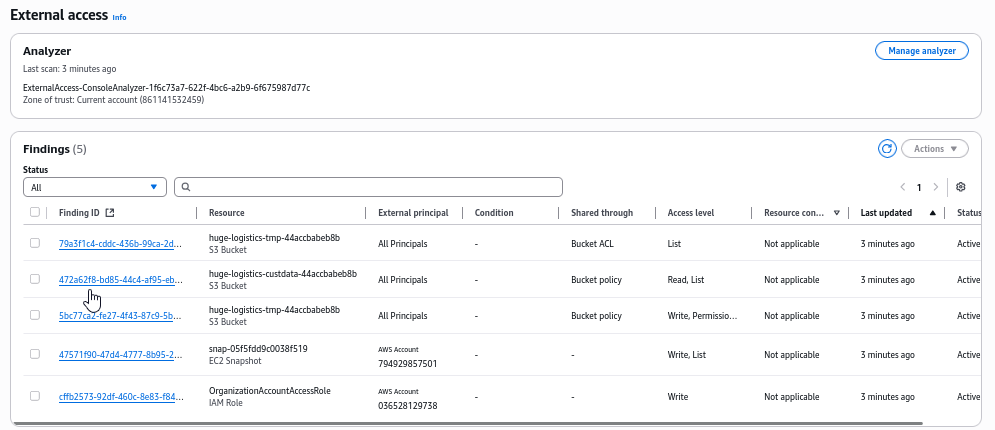 External access Info
Analyzer
Manage analyzer
Last scan: 3 minutes ago
ExternalAccess-ConsoleAnalyzer-1f6c73a7-622f-4bc6-a2b9-6f675987d77c
Zone of trust: Current account (861141532459)
Findings (5)
Actions
Status
All
1
Finding ID Resource External principal Condition Shared through Access level Resource con... Last updated Status
79a3f1c4-cddc-436b-99ca-2d... huge-logistics-tmp-44accbabeb8b S3 Bucket All Principals - Bucket ACL List Not applicable 3 minutes ago Active
472a62f8-bd85-44c4-af95-eb... huge-logistics-custdata-44accbabeb8b S3 Bucket All Principals - Bucket policy Read, List Not applicable 3 minutes ago Active
5bc77ca2-fe27-4f43-87c9-5b... huge-logistics-tmp-44accbabeb8b S3 Bucket All Principals - Bucket policy Write, Permissio... Not applicable 3 minutes ago Active
47571f90-47d4-4777-8b95-2... snap-05f5fdd9c0038f519 EC2 Snapshot AWS Account 794929857501 - - Write, List Not applicable 3 minutes ago Active
cffb2573-92df-460c-8e83-f84... OrganizationAccountAccessRole IAM Role AWS Account 036528129738 - - Write Not applicable 3 minutes ago Active